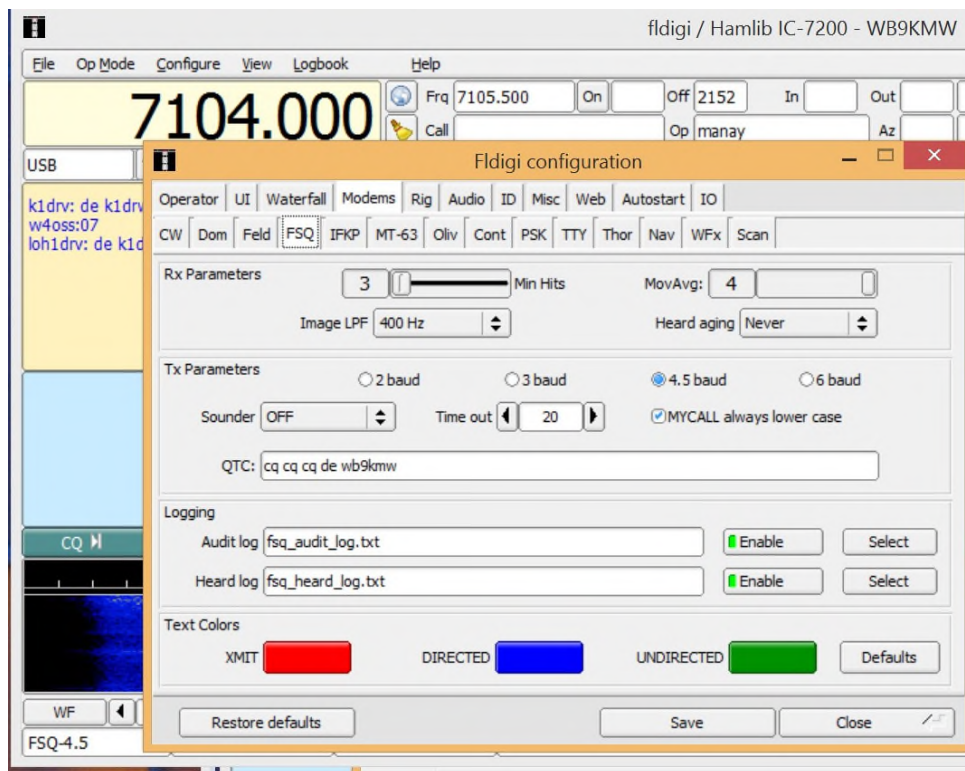 fldigi / Hamlib IC-7200 - WB9KMW
File Op Mode Configure View Logbook Help
7104.000 Frq 7105.500 On Off 2152 In Out
Call Op manay Az
USB
Fldigi configuration
k1drv: de k1drv
w4oss:07
loh1drv: de k1d
Operator UI Waterfall Modems Rig Audio ID Misc Web Autostart IO
CW Dom Feld FSQ IFKP MT-63 Oliv Cont PSK TTY Thor Nav WFx Scan
Rx Parameters 3 Min Hits MovAvg: 4
Image LPF 400 Hz Heard aging Never
Tx Parameters 2 baud 3 baud 4.5 baud 6 baud
Sounder OFF Time out 20 MYCALL always lower case
QTC: cq cq cq de wb9kmw
Logging
CQ Audit log fsq_audit_log.txt Enable Select
Heard log fsq_heard_log.txt Enable Select
Text Colors
XMIT DIRECTED UNDIRECTED Defaults
WF Restore defaults Save Close
FSQ-4.5